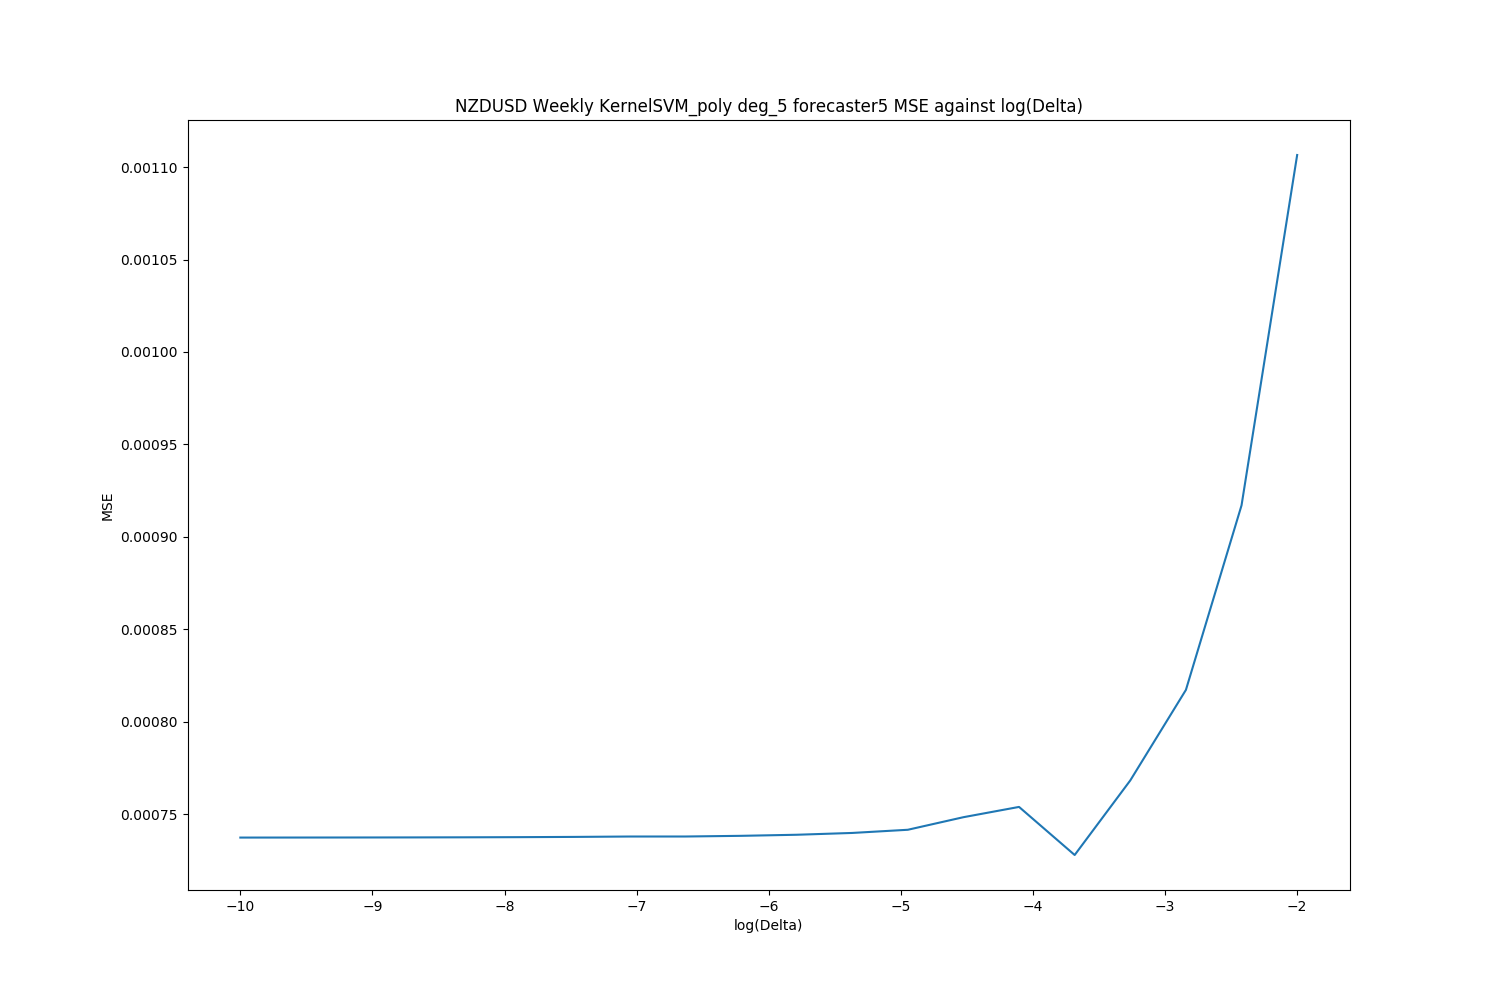 NZDUSD Weekly KernelSVM_poly deg_5 forecaster5 MSE against log(Delta)
0.00110
0.00105
0.00100
0.00095
0.00090
0.00085
0.00080
0.00075
MSE
−10 −9 −8 −7 −6 −5 −4 −3 −2
log(Delta)